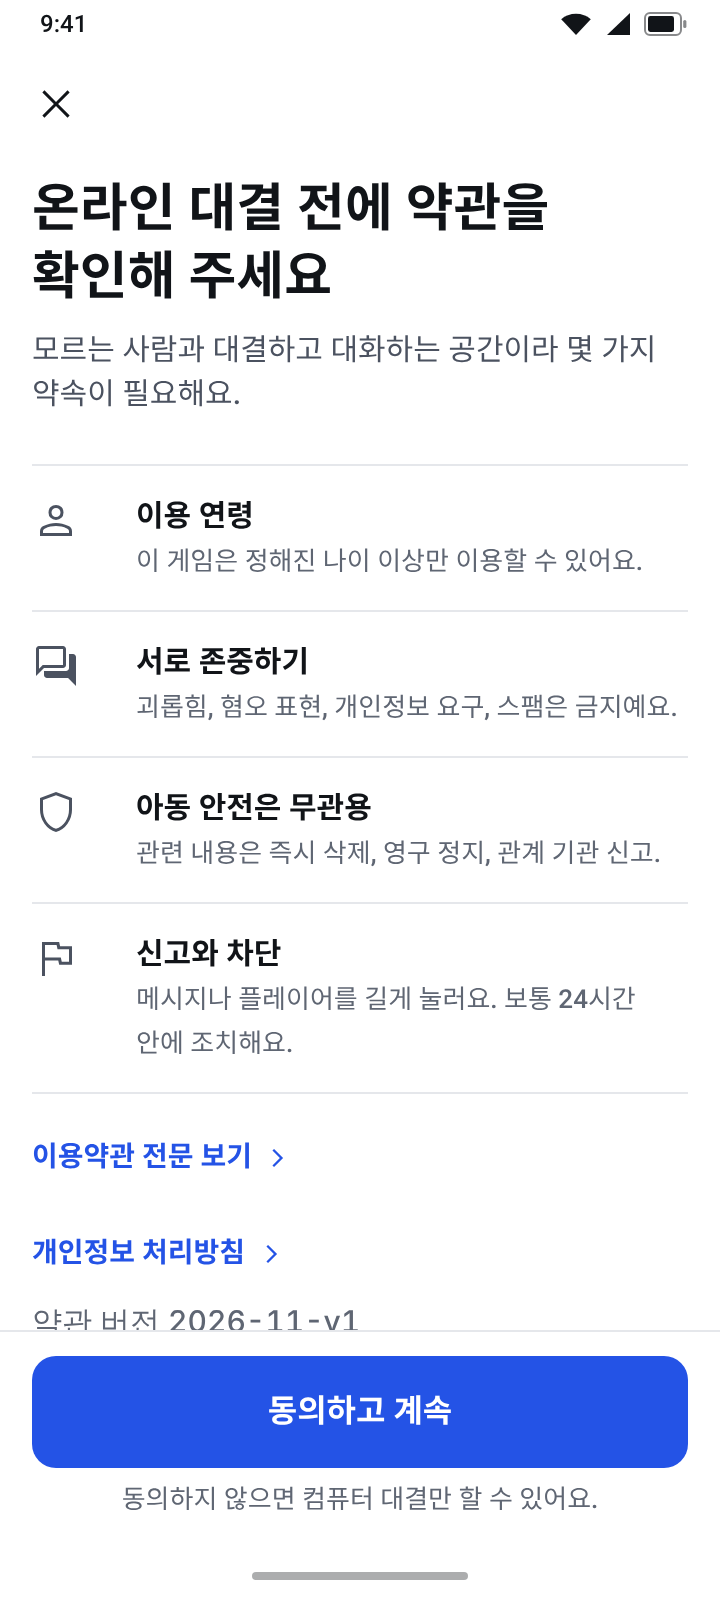 9:41
온라인 대결 전에 약관을
확인해 주세요
모르는 사람과 대결하고 대화하는 공간이라 몇 가지
약속이 필요해요.
이용 연령
이 게임은 정해진 나이 이상만 이용할 수 있어요.
서로 존중하기
괴롭힘, 혐오 표현, 개인정보 요구, 스팸은 금지예요.
아동 안전은 무관용
관련 내용은 즉시 삭제, 영구 정지, 관계 기관 신고.
신고와 차단
메시지나 플레이어를 길게 눌러요. 보통 24시간
안에 조치해요.
이용약관 전문 보기
개인정보 처리방침
약관 버전 2026-11-v1
동의하고 계속
동의하지 않으면 컴퓨터 대결만 할 수 있어요.